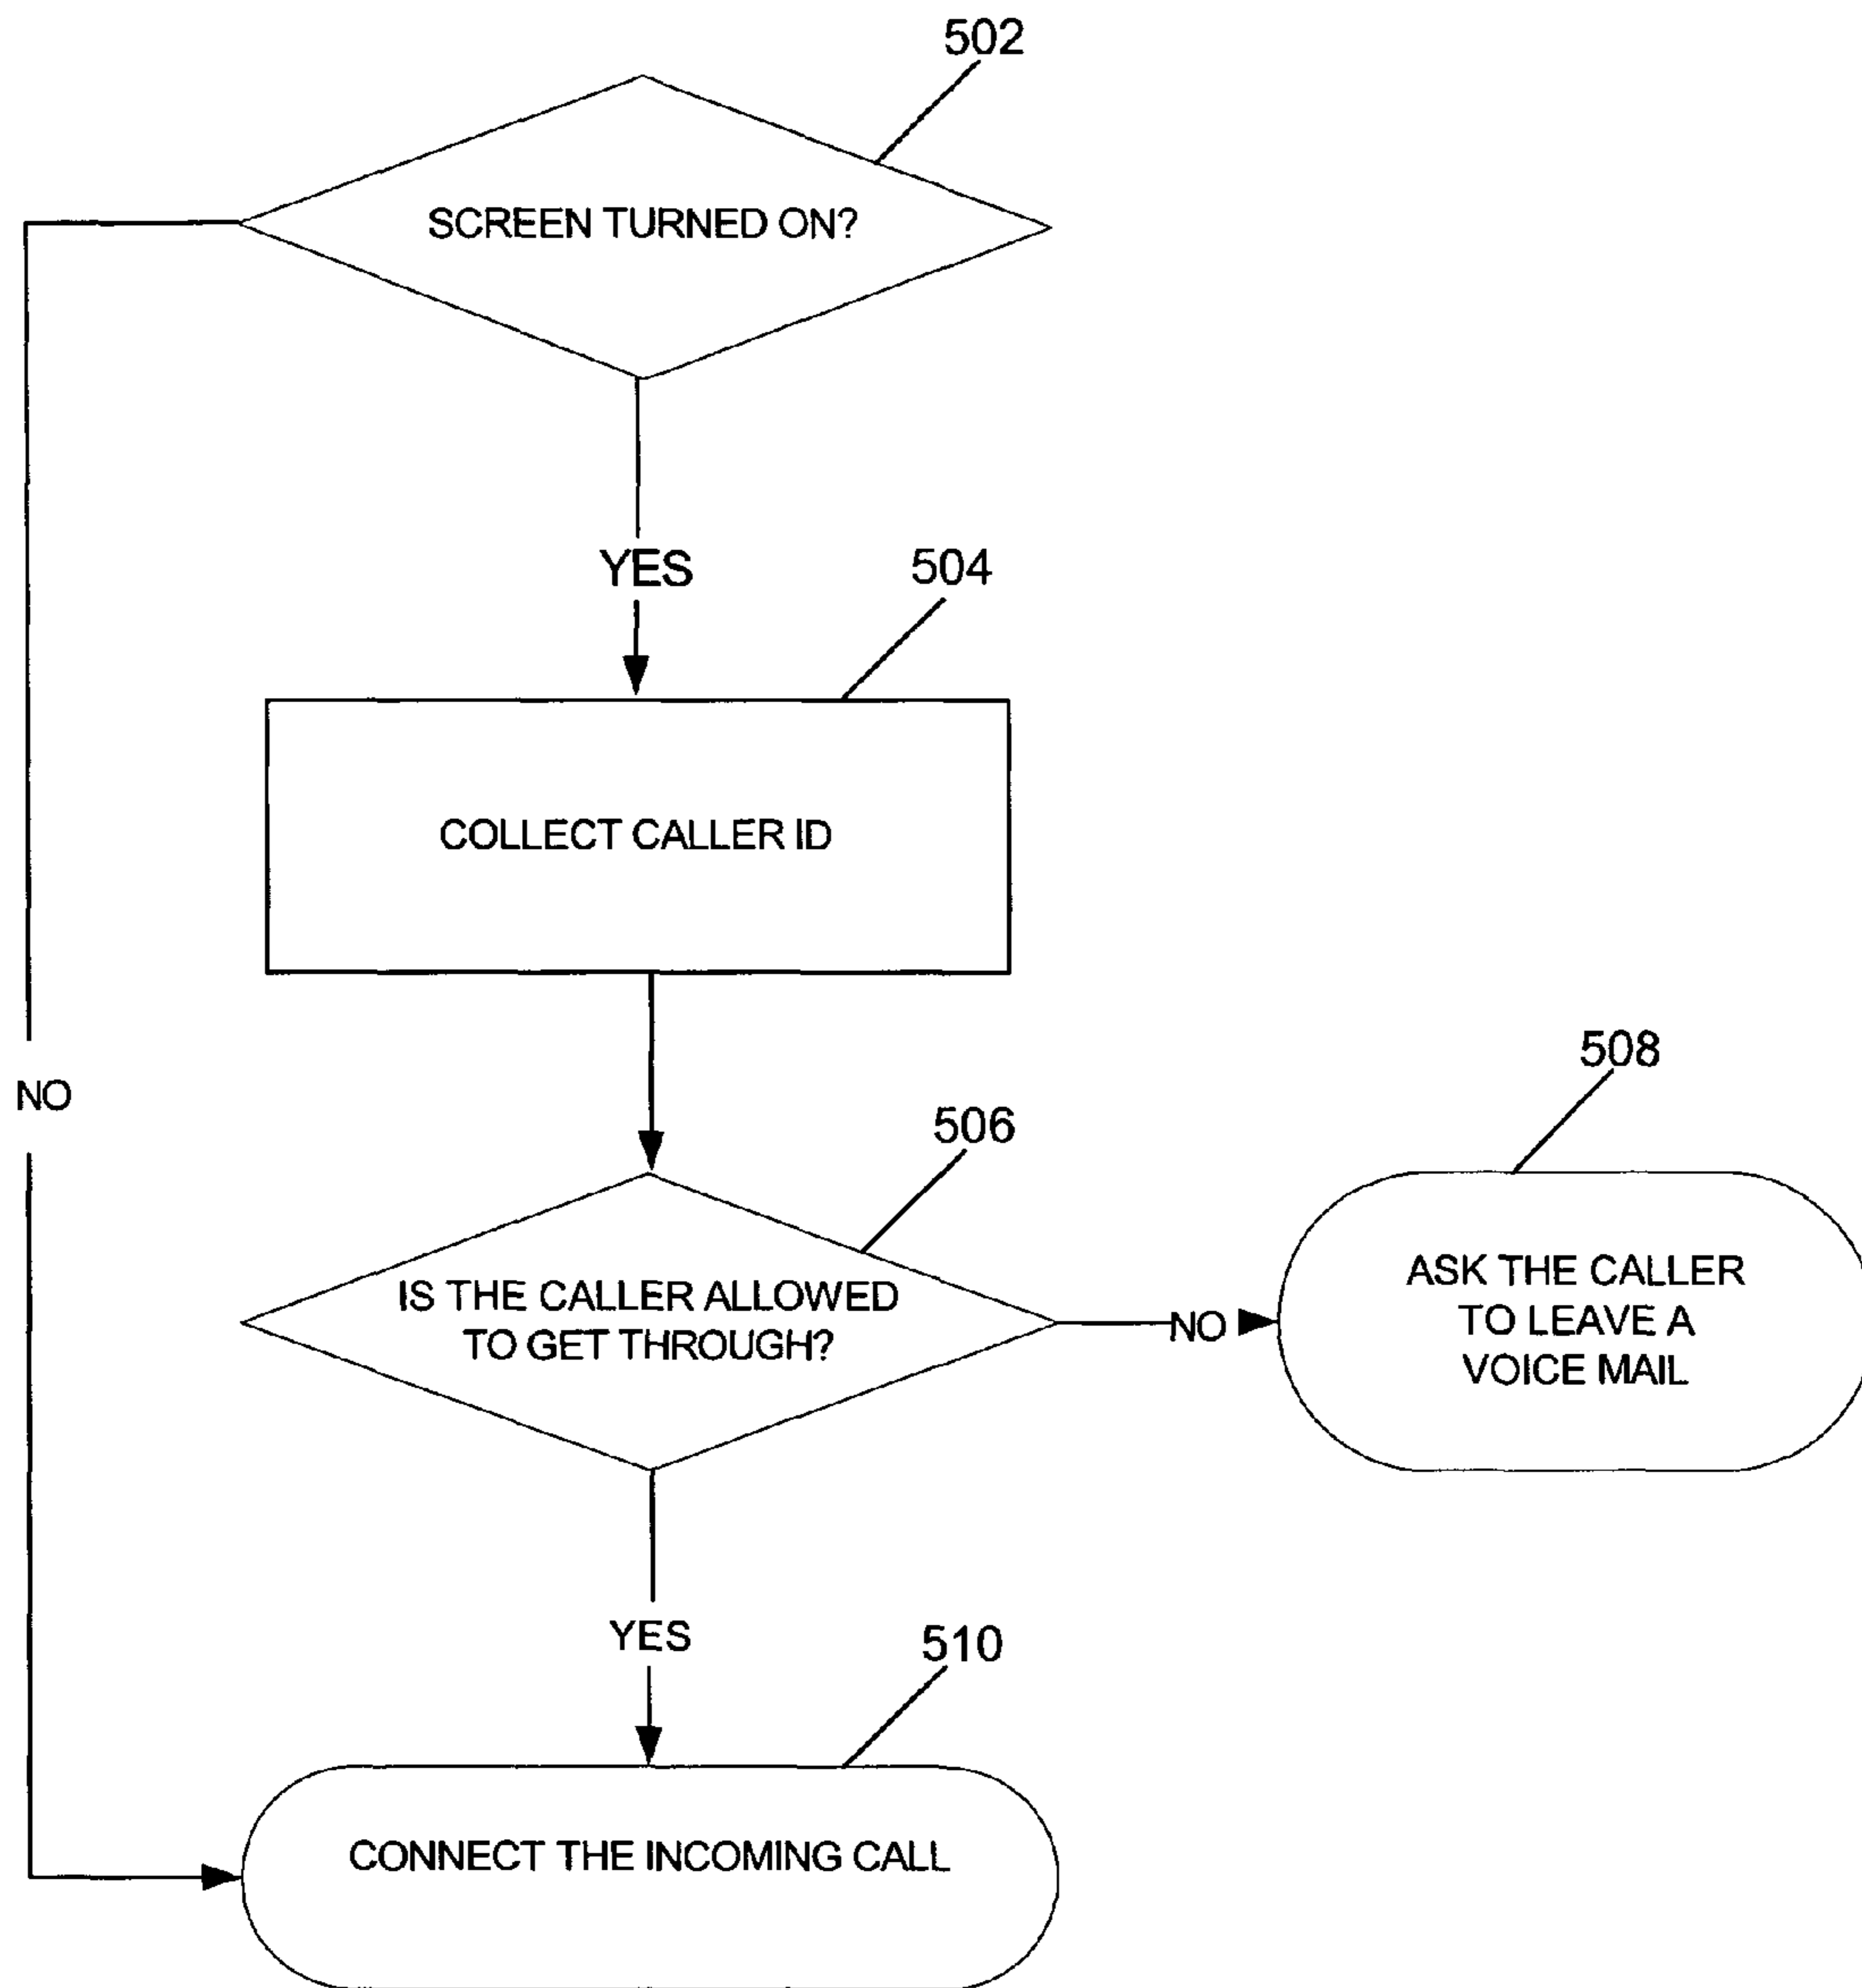 502
SCREEN TURNED ON?
YES
504
COLLECT CALLER ID
NO
508
506
IS THE CALLER ALLOWED
TO GET THROUGH?
NO
ASK THE CALLER
TO LEAVE A
VOICE MAIL
YES
510
CONNECT THE INCOMING CALL